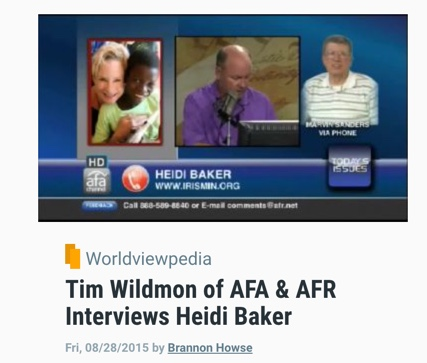 MARVIN SANDERS
VIA PHONE
HD
afa
channel
HEIDI BAKER
WWW.IRISMIN.ORG
TODAY'S
ISSUES
FEEDBACK
Call 888-589-8840 or E-mail comments@afr.net
Worldviewpedia
Tim Wildmon of AFA & AFR
Interviews Heidi Baker
Fri, 08/28/2015 by Brannon Howse